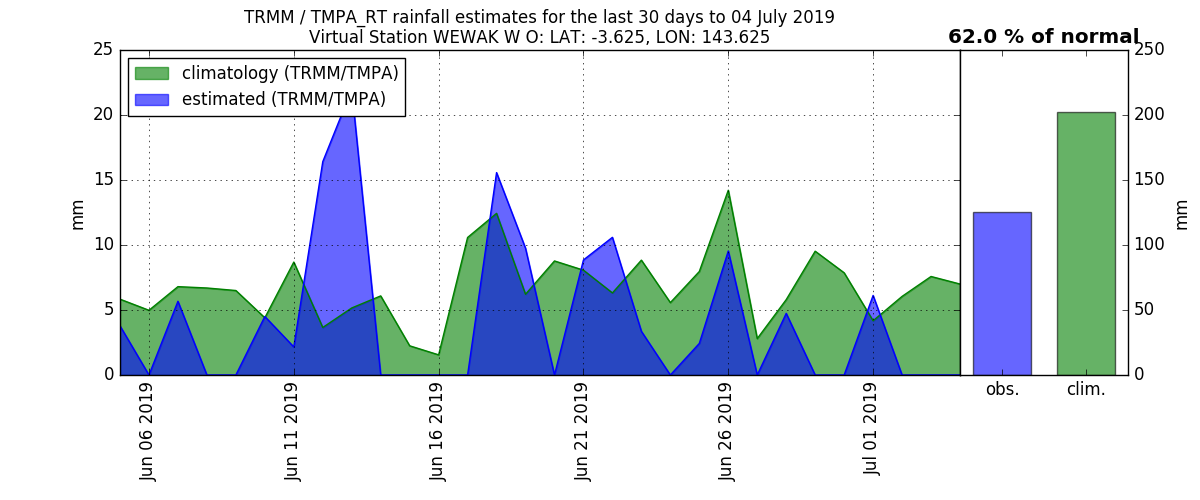 TRMM / TMPA_RT rainfall estimates for the last 30 days to 04 July 2019
Virtual Station WEWAK W O: LAT: -3.625, LON: 143.625
62.0 % of normal
climatology (TRMM/TMPA)
estimated (TRMM/TMPA)
25
20
15
10
5
0
mm
Jun 06 2019
Jun 11 2019
Jun 16 2019
Jun 21 2019
Jun 26 2019
Jul 01 2019
obs.
clim.
250
200
150
100
50
0
mm